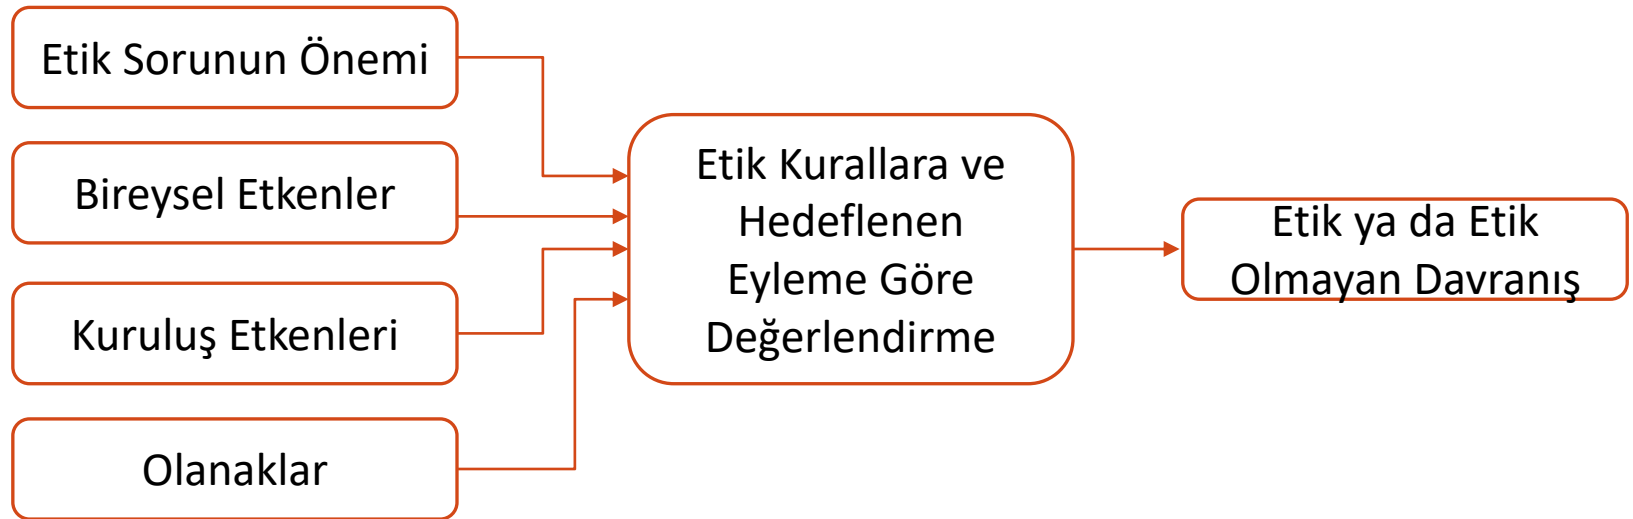 Etik Sorunun Önemi
Bireysel Etkenler
Kuruluş Etkenleri
Olanaklar
Etik Kurallara ve
Hedeflenen
Eyleme Göre
Değerlendirme
Etik ya da Etik
Olmayan Davranış